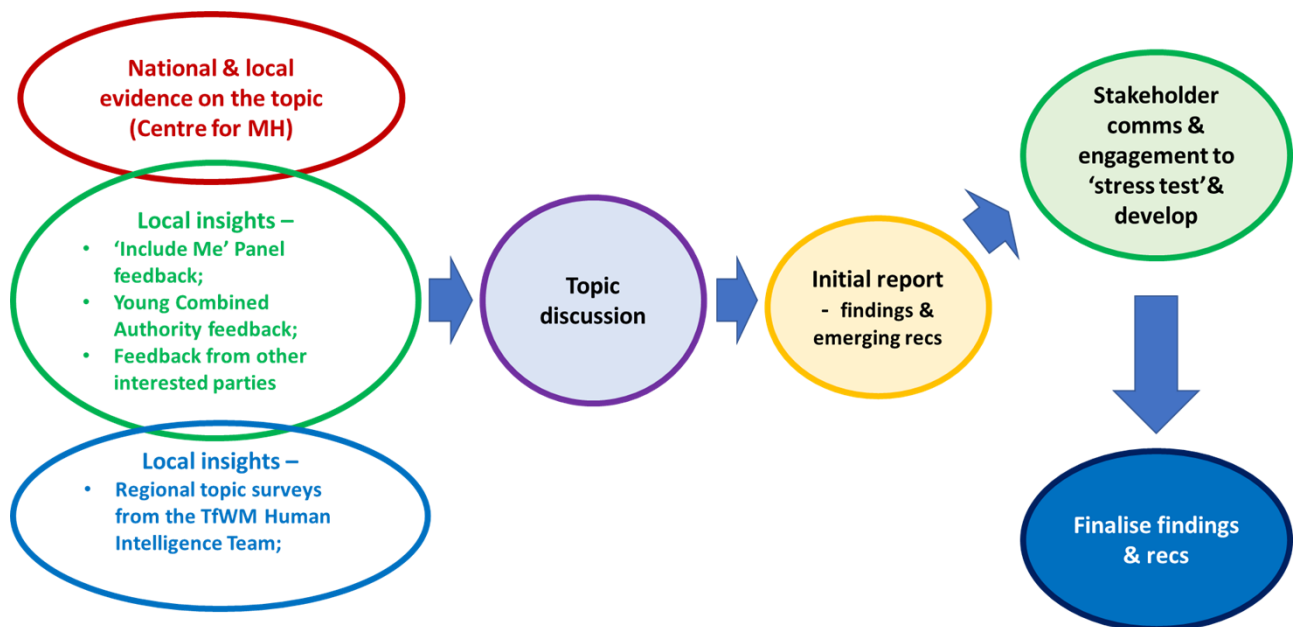 National & local
evidence on the topic
(Centre for MH)
Local insights –
• 'Include Me' Panel
feedback;
• Young Combined
Authority feedback;
• Feedback from other
interested parties
Local insights –
• Regional topic surveys
from the TfWM Human
Intelligence Team;
Topic
discussion
Initial report
- findings &
emerging recs
Stakeholder
comms &
engagement to
'stress test'&
develop
Finalise findings
& recs